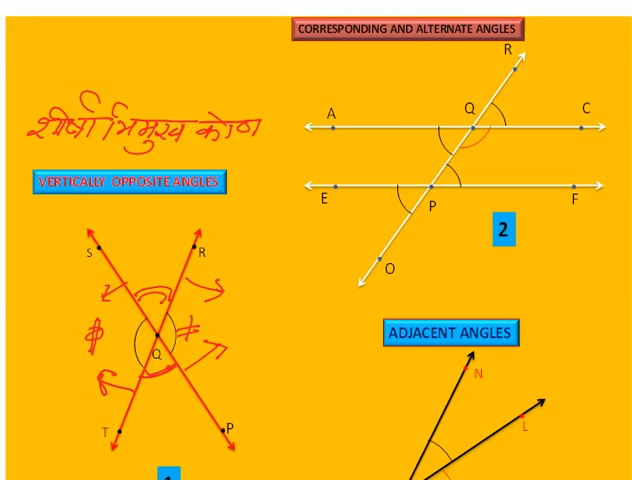 CORRESPONDING AND ALTERNATE ANGLES
R
शीर्षाभिमुख कोण
A
Q
C
VERTICALLY OPPOSITE ANGLES
E
P
F
2
S
R
O
ADJACENT ANGLES
Q
N
T
P
L
1